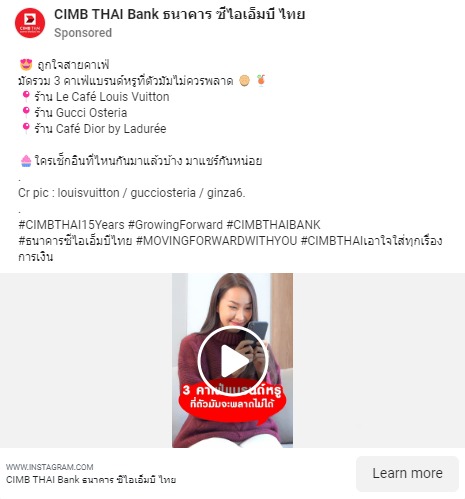 CIMB THAI Bank ธนาคาร ซีไอเอ็มบี ไทย
Sponsored
😍 ถูกใจสายคาเฟ่
มัดรวม 3 คาเฟ่แบรนด์หรูที่ตัวมัมไม่ควรพลาด
📍ร้าน Le Café Louis Vuitton
📍ร้าน Gucci Osteria
📍ร้าน Café Dior by Ladurée
🧁ใครเช็กอินที่ไหนกันมาแล้วบ้าง มาแชร์กันหน่อย
.
Cr pic : louisvuitton / gucciosteria / ginza6.
.
#CIMBTHAI15Years #GrowingForward #CIMBTHAIBANK
#ธนาคารซีไอเอ็มบีไทย #MOVINGFORWARDWITHYOU #CIMBTHAIเอาใจใส่ทุกเรื่อง
การเงิน
3 คาเฟ่แบรนด์หรู
ที่ตัวมัมจะพลาดไม่ได้
WWW.INSTAGRAM.COM
CIMB THAI Bank ธนาคาร ซีไอเอ็มบี ไทย
Learn more